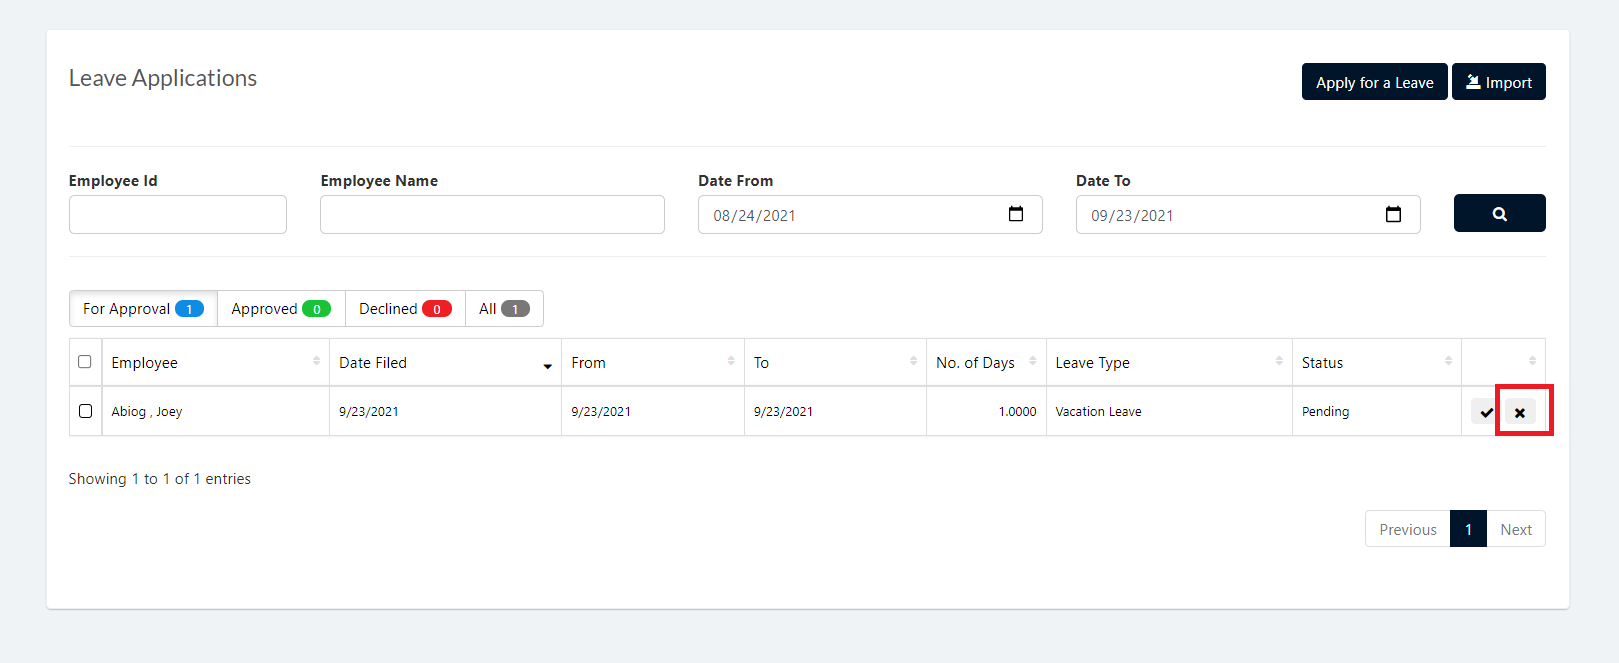 Leave Applications
Apply for a Leave Import
Employee Id Employee Name Date From Date To
08/24/2021 09/23/2021
For Approval 1 Approved 0 Declined 0 All 1
Employee Date Filed From To No. of Days Leave Type Status
Abiog , Joey 9/23/2021 9/23/2021 9/23/2021 1.0000 Vacation Leave Pending
Showing 1 to 1 of 1 entries
Previous 1 Next